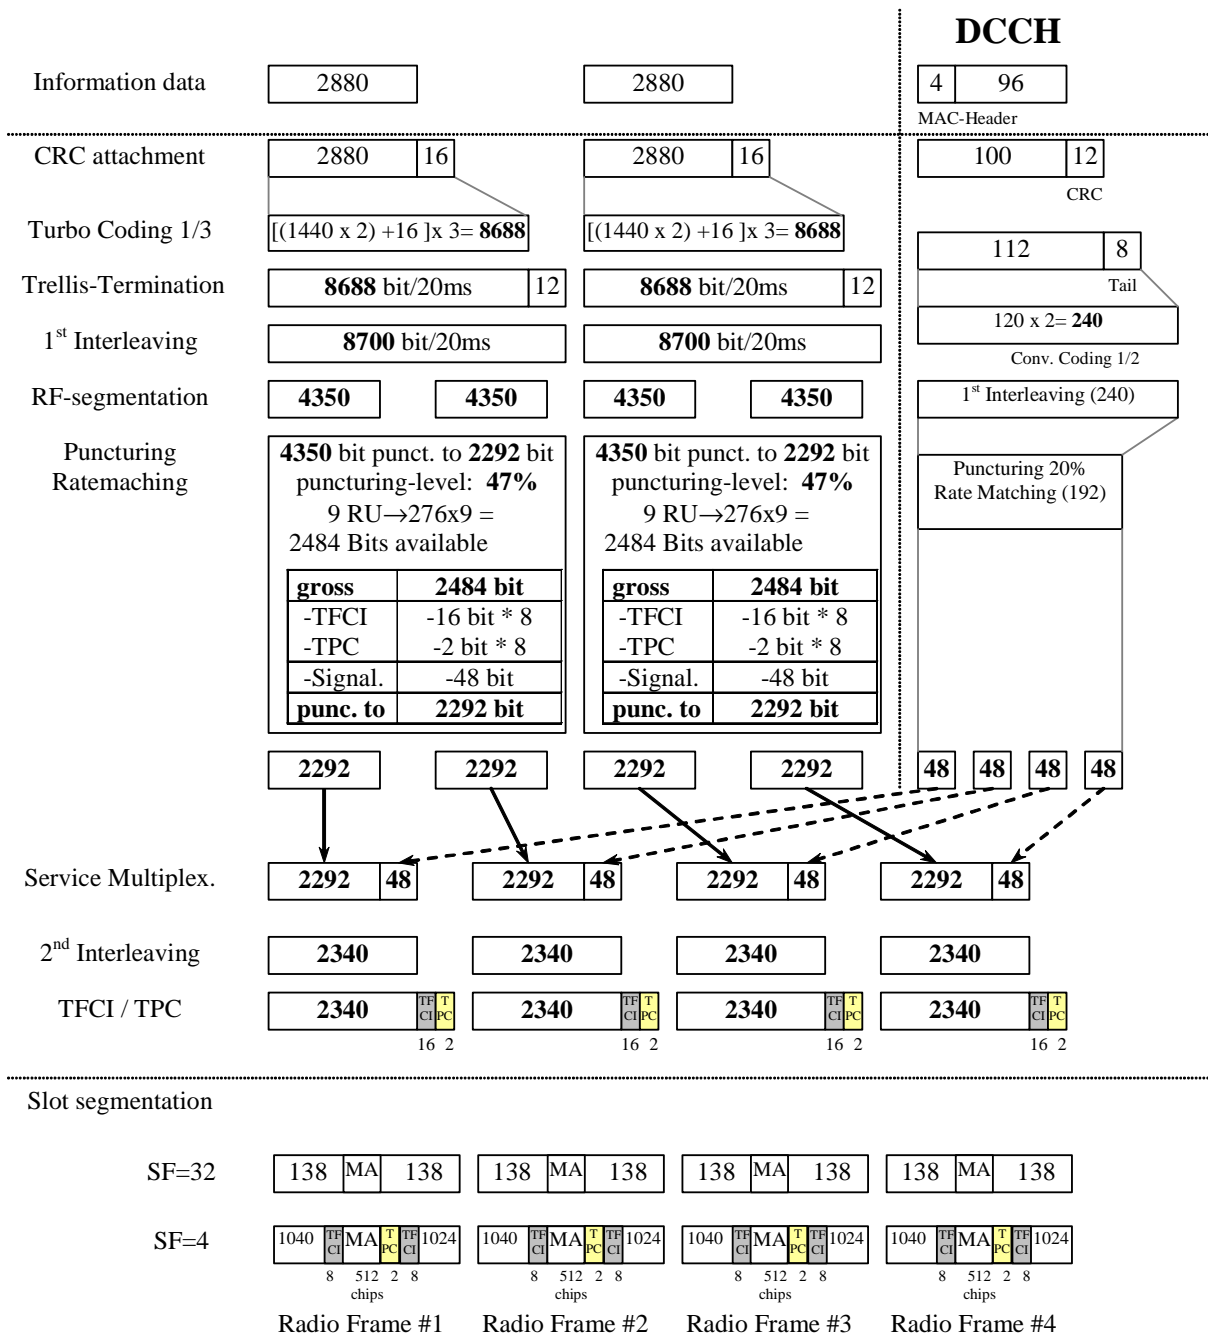 DCCH
Information data 2880 2880 4 96
MAC-Header
CRC attachment 2880 16 2880 16 100 12
CRC
Turbo Coding 1/3 [(1440 x 2) +16 ]x 3= 8688 [(1440 x 2) +16 ]x 3= 8688
112 8
Trellis-Termination 8688 bit/20ms 12 8688 bit/20ms 12
Tail
120 x 2= 240
1st Interleaving 8700 bit/20ms 8700 bit/20ms
Conv. Coding 1/2
RF-segmentation 4350 4350 4350 4350 1st Interleaving (240)
Puncturing
Ratemaching
4350 bit punct. to 2292 bit
puncturing-level: 47%
9 RU→276x9 =
2484 Bits available
gross 2484 bit
-TFCI -16 bit * 8
-TPC -2 bit * 8
-Signal. -48 bit
punc. to 2292 bit
4350 bit punct. to 2292 bit
puncturing-level: 47%
9 RU→276x9 =
2484 Bits available
gross 2484 bit
-TFCI -16 bit * 8
-TPC -2 bit * 8
-Signal. -48 bit
punc. to 2292 bit
Puncturing 20%
Rate Matching (192)
2292 2292 2292 2292 48 48 48 48
Service Multiplex. 2292 48 2292 48 2292 48 2292 48
2nd Interleaving 2340 2340 2340 2340
TFCI / TPC 2340 TF CI T PC 2340 TF CI T PC 2340 TF CI T PC 2340 TF CI T PC
16 2 16 2 16 2 16 2
Slot segmentation
SF=32 138 MA 138 138 MA 138 138 MA 138 138 MA 138
SF=4 1040 TF CI MA T PC TF CI 1024 1040 TF CI MA T PC TF CI 1024 1040 TF CI MA T PC TF CI 1024 1040 TF CI MA T PC TF CI 1024
8 512 2 8 8 512 2 8 8 512 2 8 8 512 2 8
chips chips chips chips
Radio Frame #1 Radio Frame #2 Radio Frame #3 Radio Frame #4